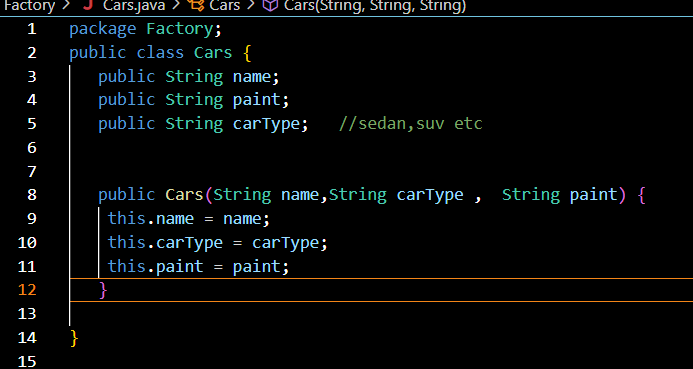 Factory > J Cars.java > Cars > Cars(String, String, String)
1 package Factory;
2 public class Cars {
3 public String name;
4 public String paint;
5 public String carType; //sedan,suv etc
6
7
8 public Cars(String name,String carType , String paint) {
9 this.name = name;
10 this.carType = carType;
11 this.paint = paint;
12 }
13
14 }
15